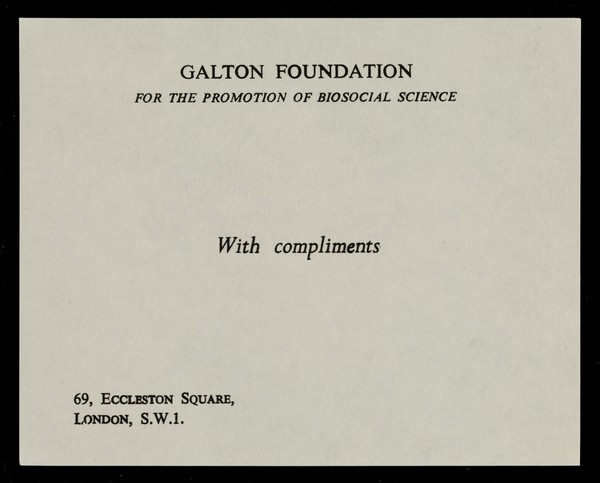 GALTON FOUNDATION
FOR THE PROMOTION OF BIOSOCIAL SCIENCE
With compliments
69, ECCLESTON SQUARE,
LONDON, S.W.1.